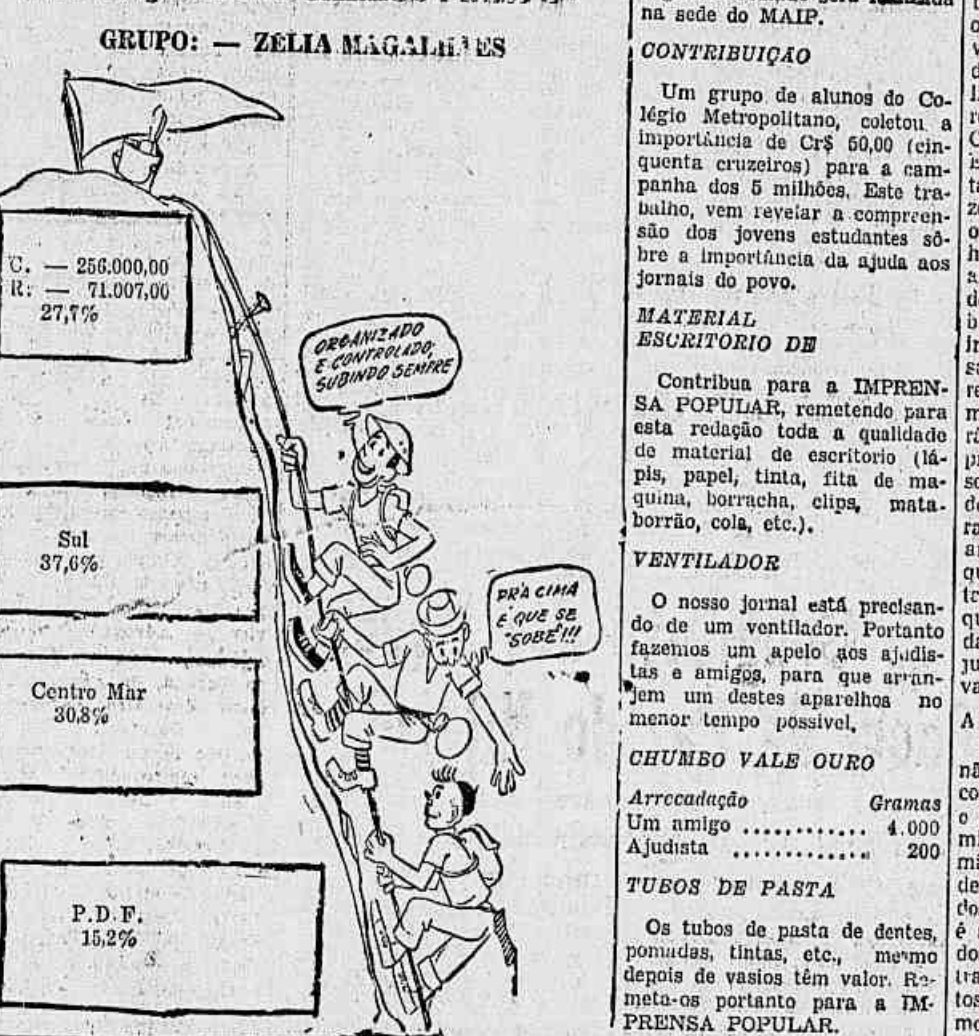 GRUPO: — ZÉLIA MAGALHÃES
C. — 256.000,00
R: — 71.007,00
27,7%
ORGANIZADO
E CONTROLADO,
SUBINDO SEMPRE
Sul
37,6%
PRÀ CIMA
É QUE SE
"SOBE"!!!
Centro Mar
30,8%
P.D.F.
15,2%
na sede do MAIP.
CONTRIBUIÇAO
Um grupo de alunos do Co-
légio Metropolitano, coletou a
importância de Cr$ 50,00 (cin-
quenta cruzeiros) para a cam-
panha dos 5 milhões. Este tra-
balho, vem revelar a compreen-
são dos jovens estudantes sô-
bre a importância da ajuda aos
jornais do povo.
MATERIAL
ESCRITORIO DE
Contribua para a IMPREN-
SA POPULAR, remetendo para
esta redação toda a qualidade
de material de escritorio (lá-
pis, papel, tinta, fita de ma-
quina, borracha, clips, mata-
borrão, cola, etc.).
VENTILADOR
O nosso jornal está precisan-
do de um ventilador. Portanto
fazemos um apelo aos ajudis-
tas e amigos, para que arran-
jem um destes aparelhos no
menor tempo possivel.
CHUMBO VALE OURO
Arrecadação Gramas
Um amigo ............ 4.000
Ajudista ............. 200
TUBOS DE PASTA
Os tubos de pasta de dentes,
pomadas, tintas, etc., mesmo
depois de vasios têm valor. Re-
meta-os portanto para a IM-
PRENSA POPULAR.